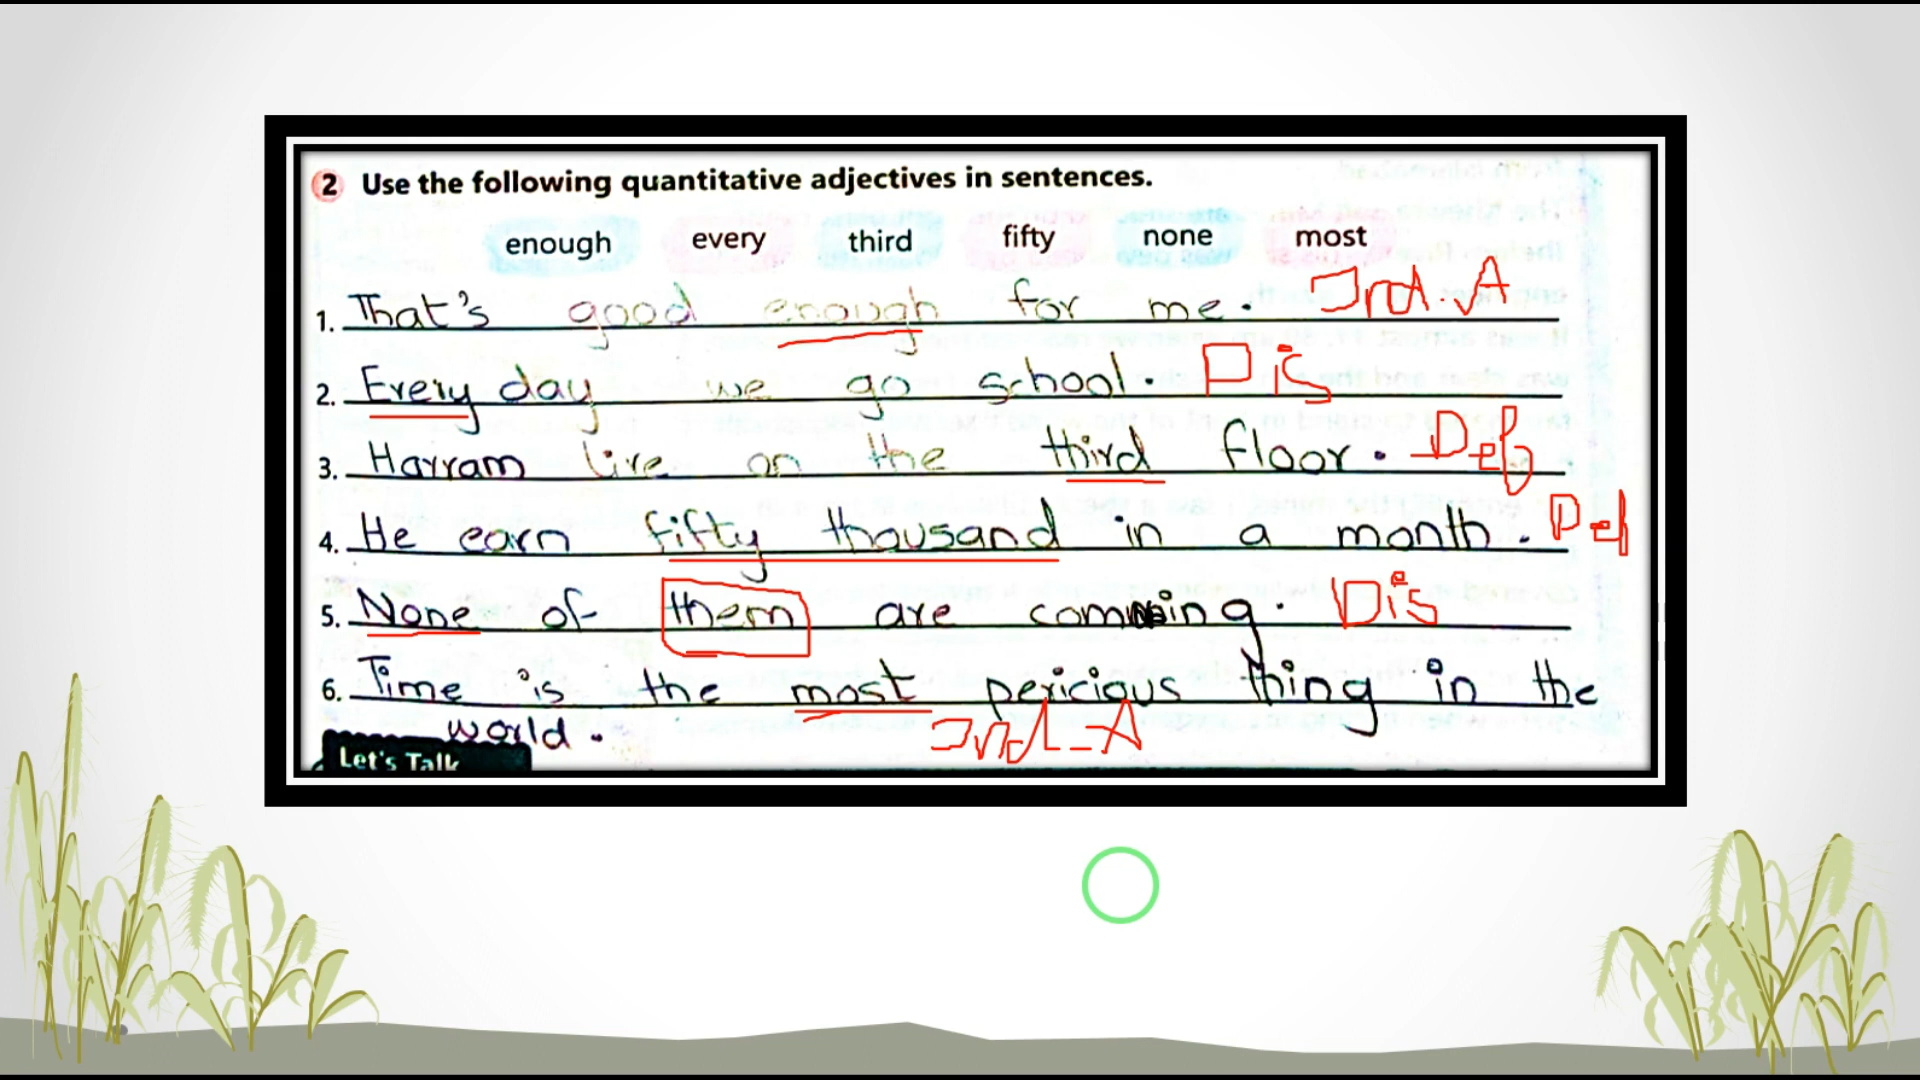 2 Use the following quantitative adjectives in sentences.
enough every third fifty none most
1. That's good enough for me. Ind. A
2. Every day we go school. Dis
3. Harram live on the third floor. Def
4. He earn fifty thousand in a month. Def
5. None of them are comming. Dis
6. Time is the most pericious thing in the
world. Ind-A
Let's Talk